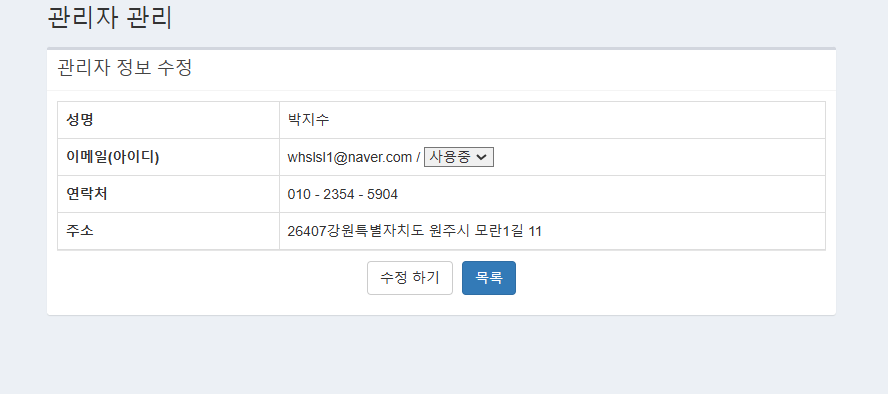 관리자 관리
관리자 정보 수정
성명 박지수
이메일(아이디) whslsl1@naver.com / 사용중
연락처 010 - 2354 - 5904
주소 26407강원특별자치도 원주시 모란1길 11
수정 하기 목록